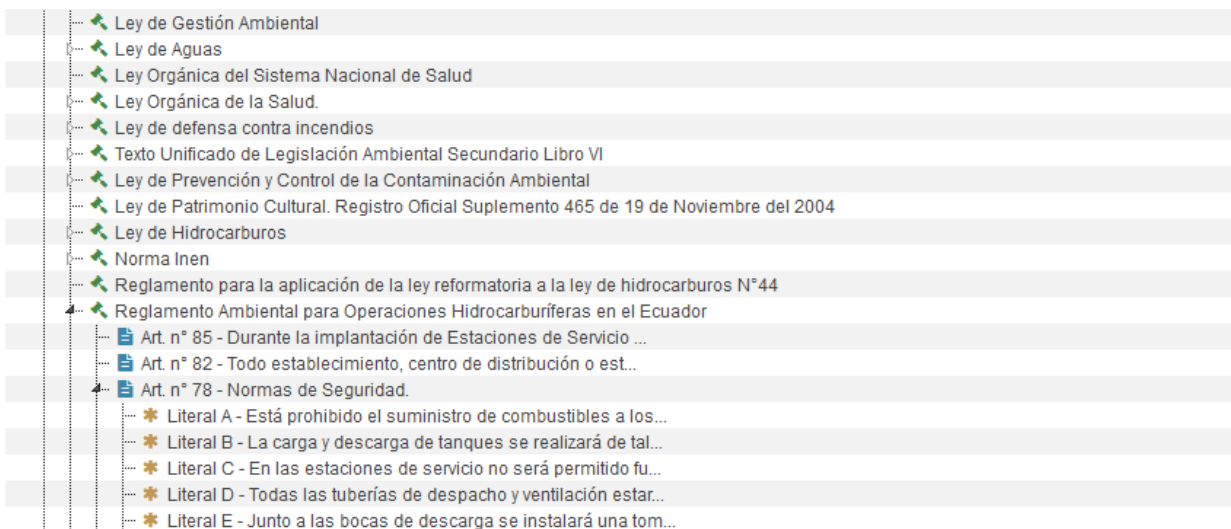 Ley de Gestión Ambiental
Ley de Aguas
Ley Orgánica del Sistema Nacional de Salud
Ley Orgánica de la Salud.
Ley de defensa contra incendios
Texto Unificado de Legislación Ambiental Secundario Libro VI
Ley de Prevención y Control de la Contaminación Ambiental
Ley de Patrimonio Cultural. Registro Oficial Suplemento 465 de 19 de Noviembre del 2004
Ley de Hidrocarburos
Norma Inen
Reglamento para la aplicación de la ley reformatoria a la ley de hidrocarburos N°44
Reglamento Ambiental para Operaciones Hidrocarburíferas en el Ecuador
Art. n° 85 - Durante la implantación de Estaciones de Servicio ...
Art. n° 82 - Todo establecimiento, centro de distribución o est...
Art. n° 78 - Normas de Seguridad.
Literal A - Está prohibido el suministro de combustibles a los...
Literal B - La carga y descarga de tanques se realizará de tal...
Literal C - En las estaciones de servicio no será permitido fu...
Literal D - Todas las tuberías de despacho y ventilación estar...
Literal E - Junto a las bocas de descarga se instalará una tom...